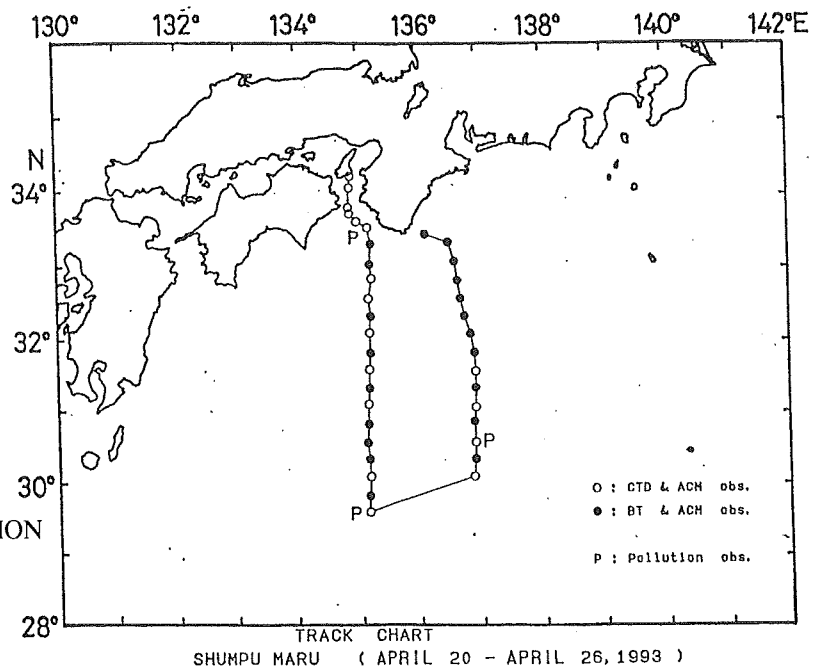 130° 132° 134° 136° 138° 140° 142°E
N
34°
32°
30°
28°
P
P
P
○ : CTD & ACM obs.
● : BT & ACM obs.
P : Pollution obs.
ION
TRACK CHART
SHUMPU MARU ( APRIL 20 - APRIL 26, 1993 )